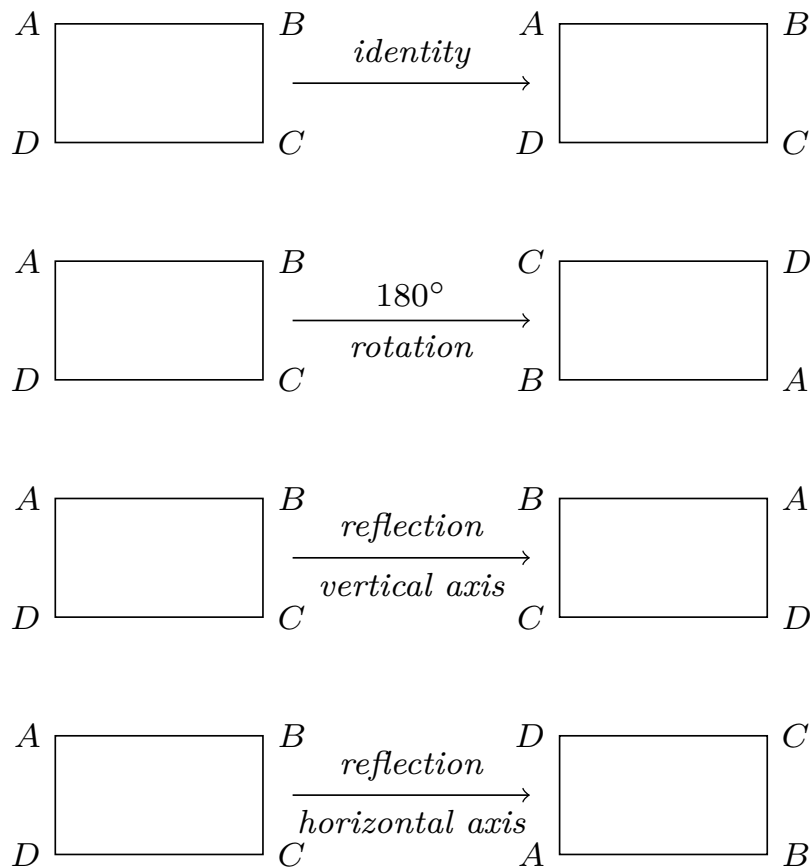 A B identity A B
D C D C
A B 180° C D
D C rotation B A
A B reflection B A
D C vertical axis C D
A B reflection D C
D C horizontal axis A B